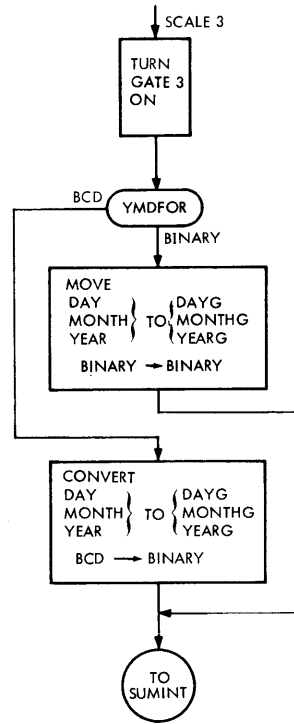 SCALE 3
TURN
GATE 3
ON
BCD
YMDFOR
BINARY
MOVE
DAY
MONTH
YEAR
TO
DAYG
MONTHG
YEARG
BINARY → BINARY
CONVERT
DAY
MONTH
YEAR
TO
DAYG
MONTHG
YEARG
BCD → BINARY
TO
SUMINT